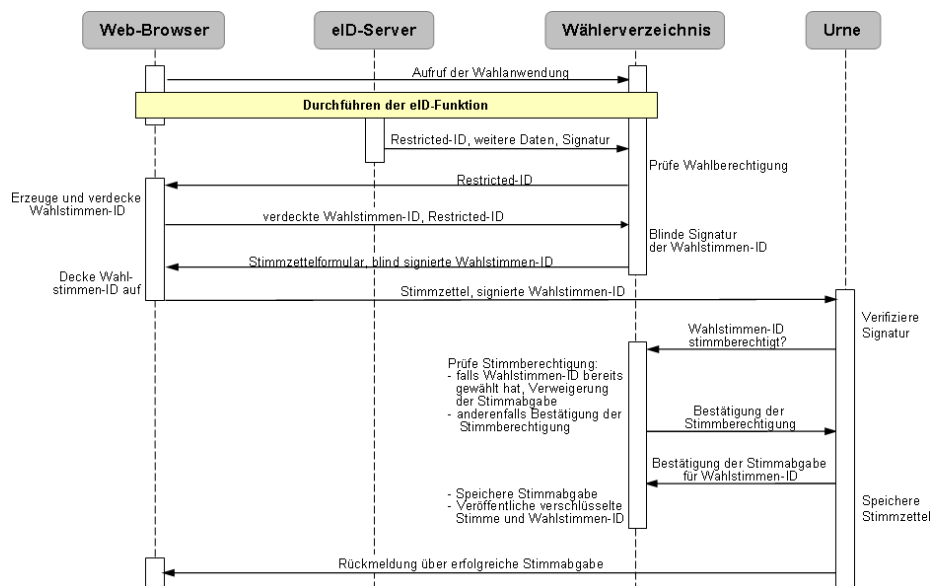 Web-Browser
eID-Server
Wählerverzeichnis
Urne
Aufruf der Wahlanwendung
Durchführen der eID-Funktion
Restricted-ID, weitere Daten, Signatur
Prüfe Wahlberechtigung
Restricted-ID
Erzeuge und verdecke
Wahlstimmen-ID
verdeckte Wahlstimmen-ID, Restricted-ID
Blinde Signatur
der Wahlstimmen-ID
Stimmzettelformular, blind signierte Wahlstimmen-ID
Decke Wahl-
stimmen-ID auf
Stimmzettel, signierte Wahlstimmen-ID
Verifiziere
Signatur
Wahlstimmen-ID
stimmberechtigt?
Prüfe Stimmberechtigung:
- falls Wahlstimmen-ID bereits
gewählt hat, Verweigerung
der Stimmabgabe
- anderenfalls Bestätigung der
Stimmberechtigung
Bestätigung der
Stimmberechtigung
Bestätigung der Stimmabgabe
für Wahlstimmen-ID
- Speichere Stimmabgabe
- Veröffentliche verschlüsselte
Stimme und Wahlstimmen-ID
Speichere
Stimmzettel
Rückmeldung über erfolgreiche Stimmabgabe